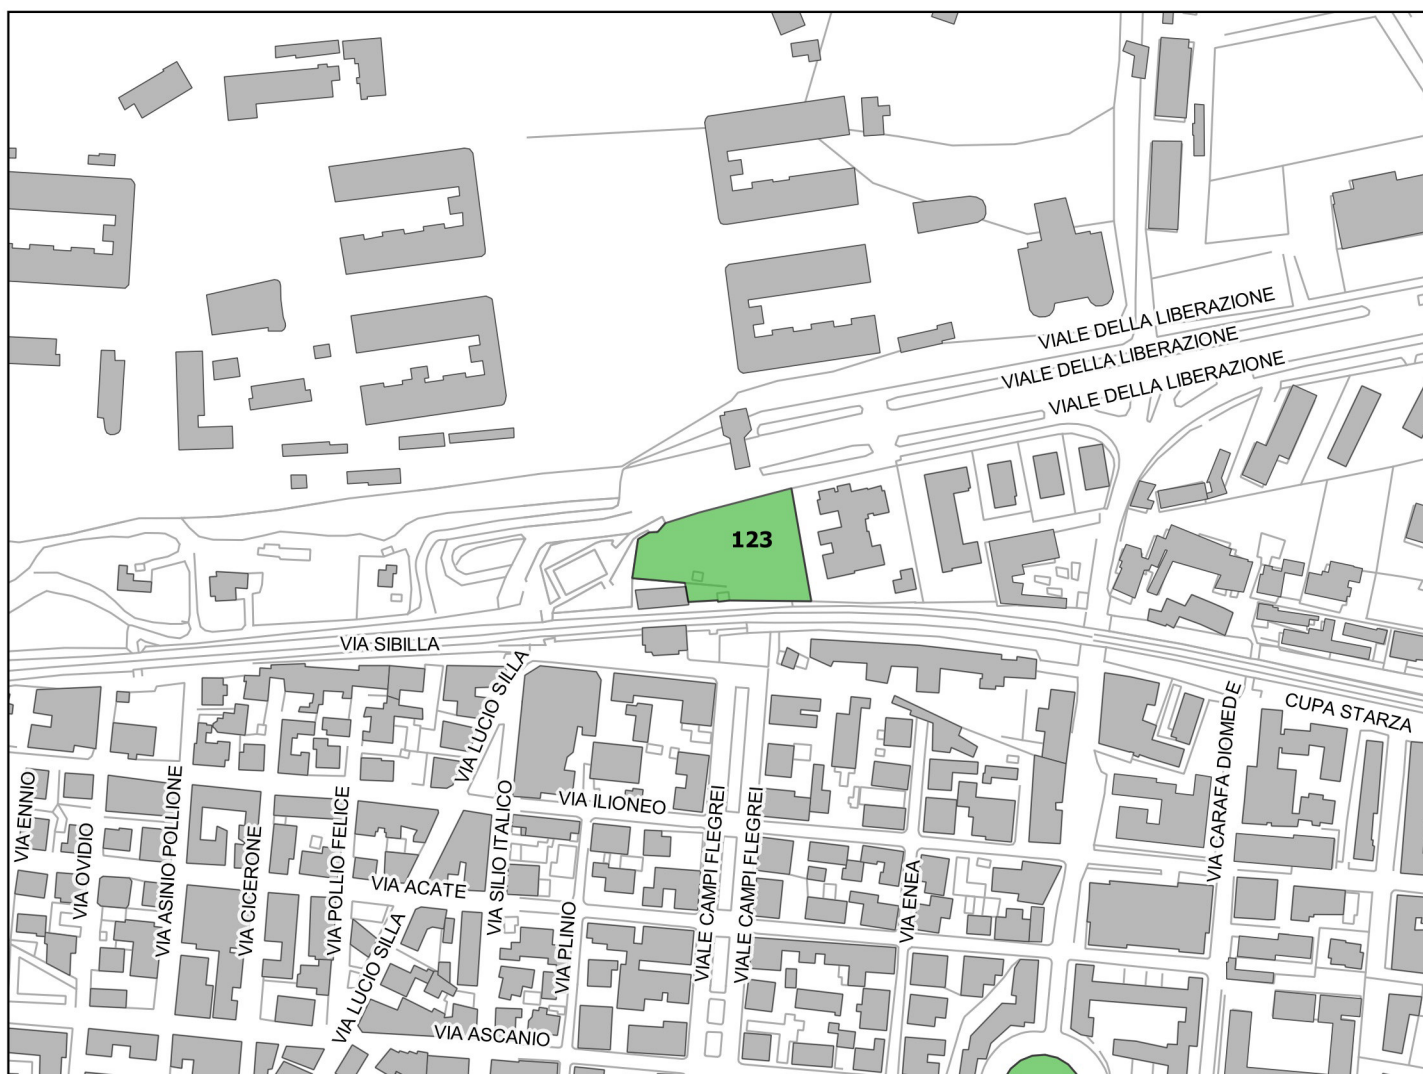 VIALE DELLA LIBERAZIONE
VIALE DELLA LIBERAZIONE
VIALE DELLA LIBERAZIONE
123
VIA SIBILLA
VIA LUCIO SILLA
CUPA STARZA
VIA CARAFA DIOMEDE
VIA ENNIO
VIA OVIDIO
VIA ASINIO POLLIONE
VIA CICERONE
VIA POLLIO FELICE
VIA ILIONEO
VIA SILIO ITALICO
VIALE CAMPI FLEGREI
VIALE CAMPI FLEGREI
VIA ACATE
VIA ENEA
VIA PLINIO
VIA LUCIO SILLA
VIA ASCANIO